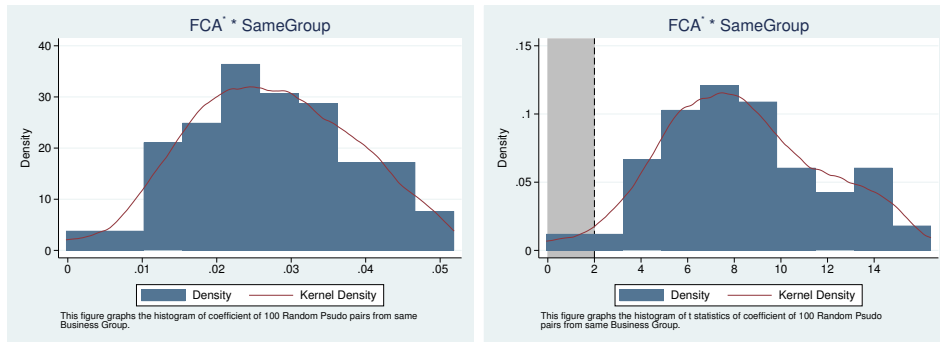 FCA* * SameGroup
40
30
20
10
0
Density
0 .01 .02 .03 .04 .05
Density Kernel Density
This figure graphs the histogram of coefficient of 100 Random Psudo pairs from same
Business Group.
FCA* * SameGroup
.15
.1
.05
0
Density
0 2 4 6 8 10 12 14
Density Kernel Density
This figure graphs the histogram of t statistics of coefficient of 100 Random Psudo
pairs from same Business Group.